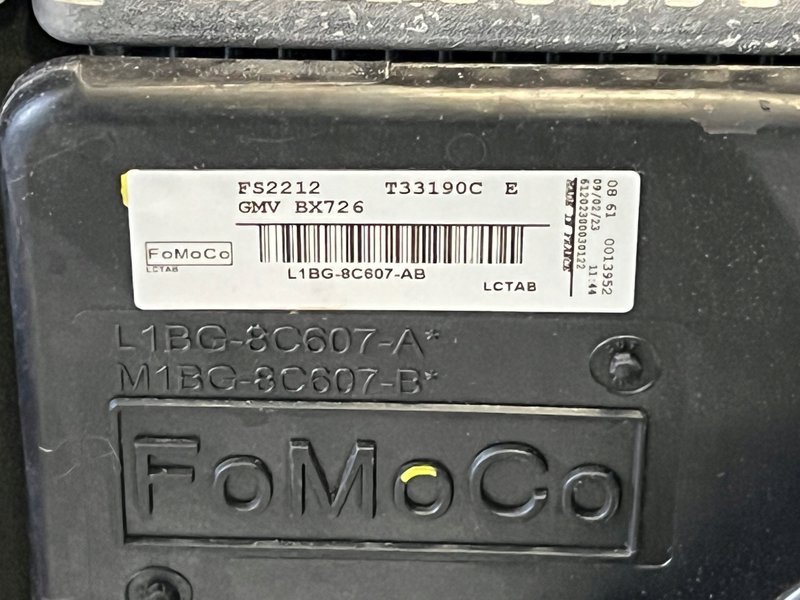 FS2212 T33190C E
GMV BX726
FoMoCo
LCTAB
L1BG-8C607-AB
LCTAB
MADE IN FRANCE
61202300030122
09/02/23 11:44
08 61 0013952
L1BG-8C607-A*
M1BG-8C607-B*
FoMoCo